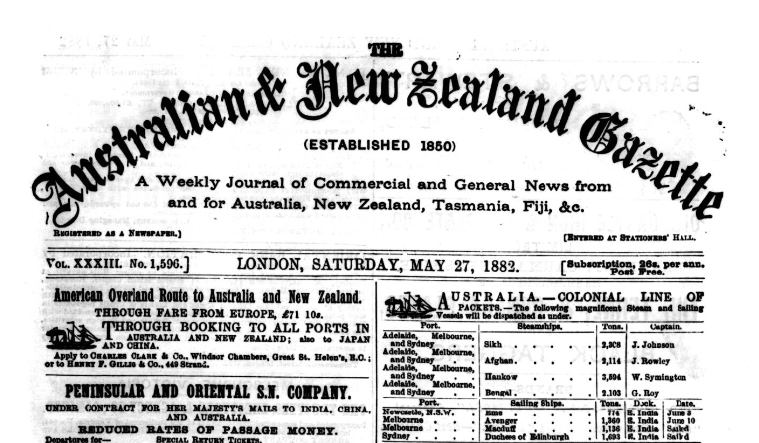 THE
Australian & New Zealand Gazette
(ESTABLISHED 1850)
A Weekly Journal of Commercial and General News from
and for Australia, New Zealand, Tasmania, Fiji, &c.
REGISTERED AS A NEWSPAPER.] [ENTERED AT STATIONERS' HALL.
VOL. XXXIII. No. 1,596.] LONDON, SATURDAY, MAY 27, 1882. [Subscription, 26s. per ann.
Post Free.
American Overland Route to Australia and New Zealand.
THROUGH FARE FROM EUROPE, £71 10s.
THROUGH BOOKING TO ALL PORTS IN
AUSTRALIA AND NEW ZEALAND; also to JAPAN
AND CHINA.
Apply to CHARLES CLARK & Co., Windsor Chambers, Great St. Helen's, E.C.;
or to HENRY F. GILLIG & Co., 449 Strand.
PENINSULAR AND ORIENTAL S.N. COMPANY.
UNDER CONTRACT FOR HER MAJESTY'S MAILS TO INDIA, CHINA,
AND AUSTRALIA.
REDUCED RATES OF PASSAGE MONEY.
Departures for— SPECIAL RETURN TICKETS.
AUSTRALIA.—COLONIAL LINE OF
PACKETS.—The following magnificent Steam and Sailing
Vessels will be dispatched as under.
Port. Steamships. Tons. Captain.
Adelaide, Melbourne,
and Sydney Sikh J. Johnson
Adelaide, Melbourne,
and Sydney Afghan 2,114 J. Rowley
Adelaide, Melbourne,
and Sydney Hankow 3,594 W. Symington
Adelaide, Melbourne,
and Sydney Bengal 2,103 G. Roy
Port. Sailing Ships. Tons. Dock. Date.
Newcastle, N.S.W. E. India June 3
Melbourne Avenger E. India June 10
Melbourne Macduff 1,136 E. India Sailed
Sydney Duchess of Edinburgh 1,693 E. India Sail'd